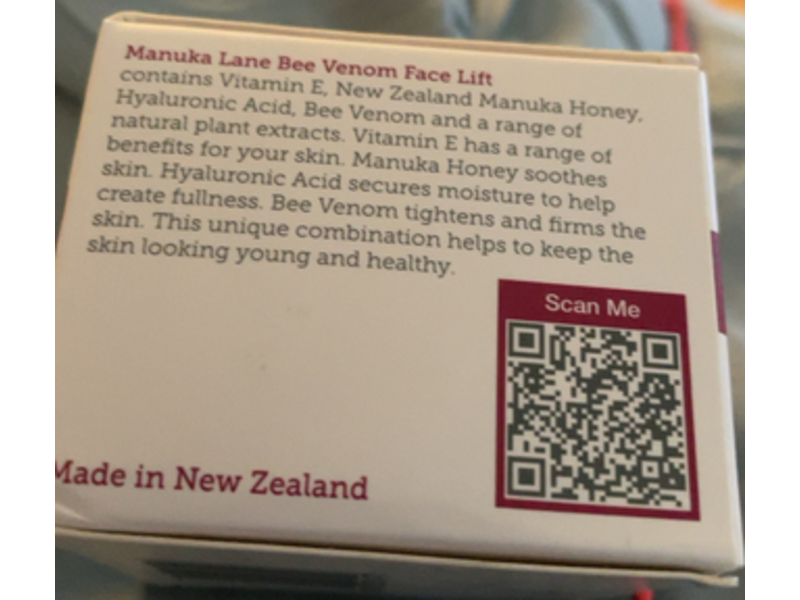 Manuka Lane Bee Venom Face Lift
contains Vitamin E, New Zealand Manuka Honey,
Hyaluronic Acid, Bee Venom and a range of
natural plant extracts. Vitamin E has a range of
benefits for your skin. Manuka Honey soothes
skin. Hyaluronic Acid secures moisture to help
create fullness. Bee Venom tightens and firms the
skin. This unique combination helps to keep the
skin looking young and healthy.
Scan Me
Made in New Zealand